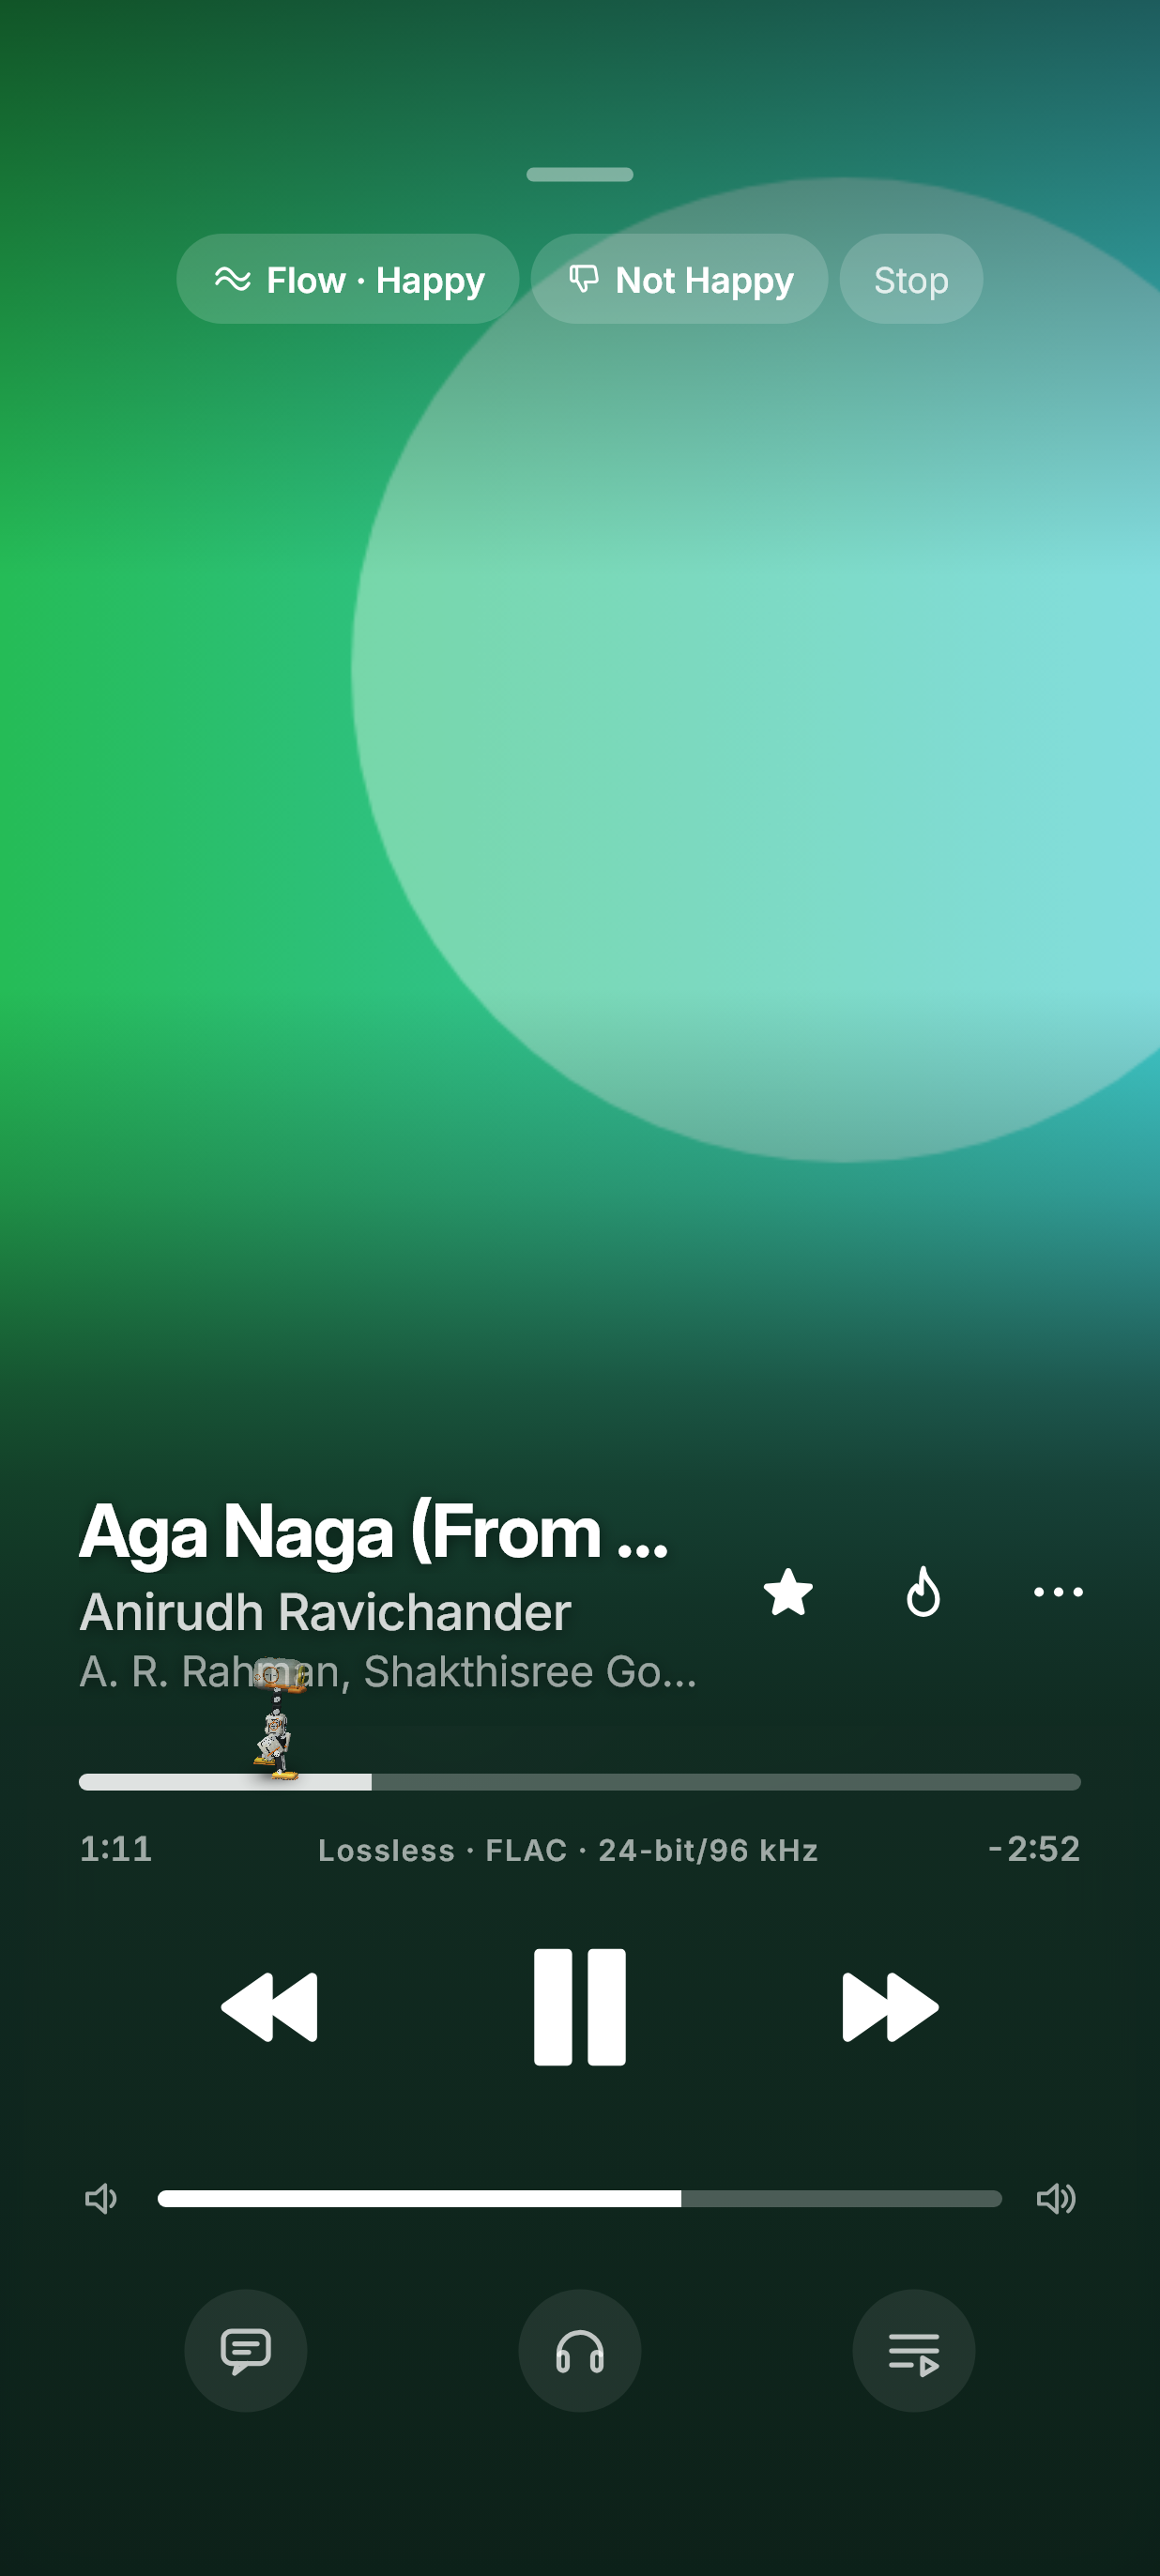 Flow · Happy
Not Happy
Stop
Aga Naga (From ...
Anirudh Ravichander
A. R. Rahman, Shakthisree Go...
1:11
Lossless · FLAC · 24-bit/96 kHz
-2:52